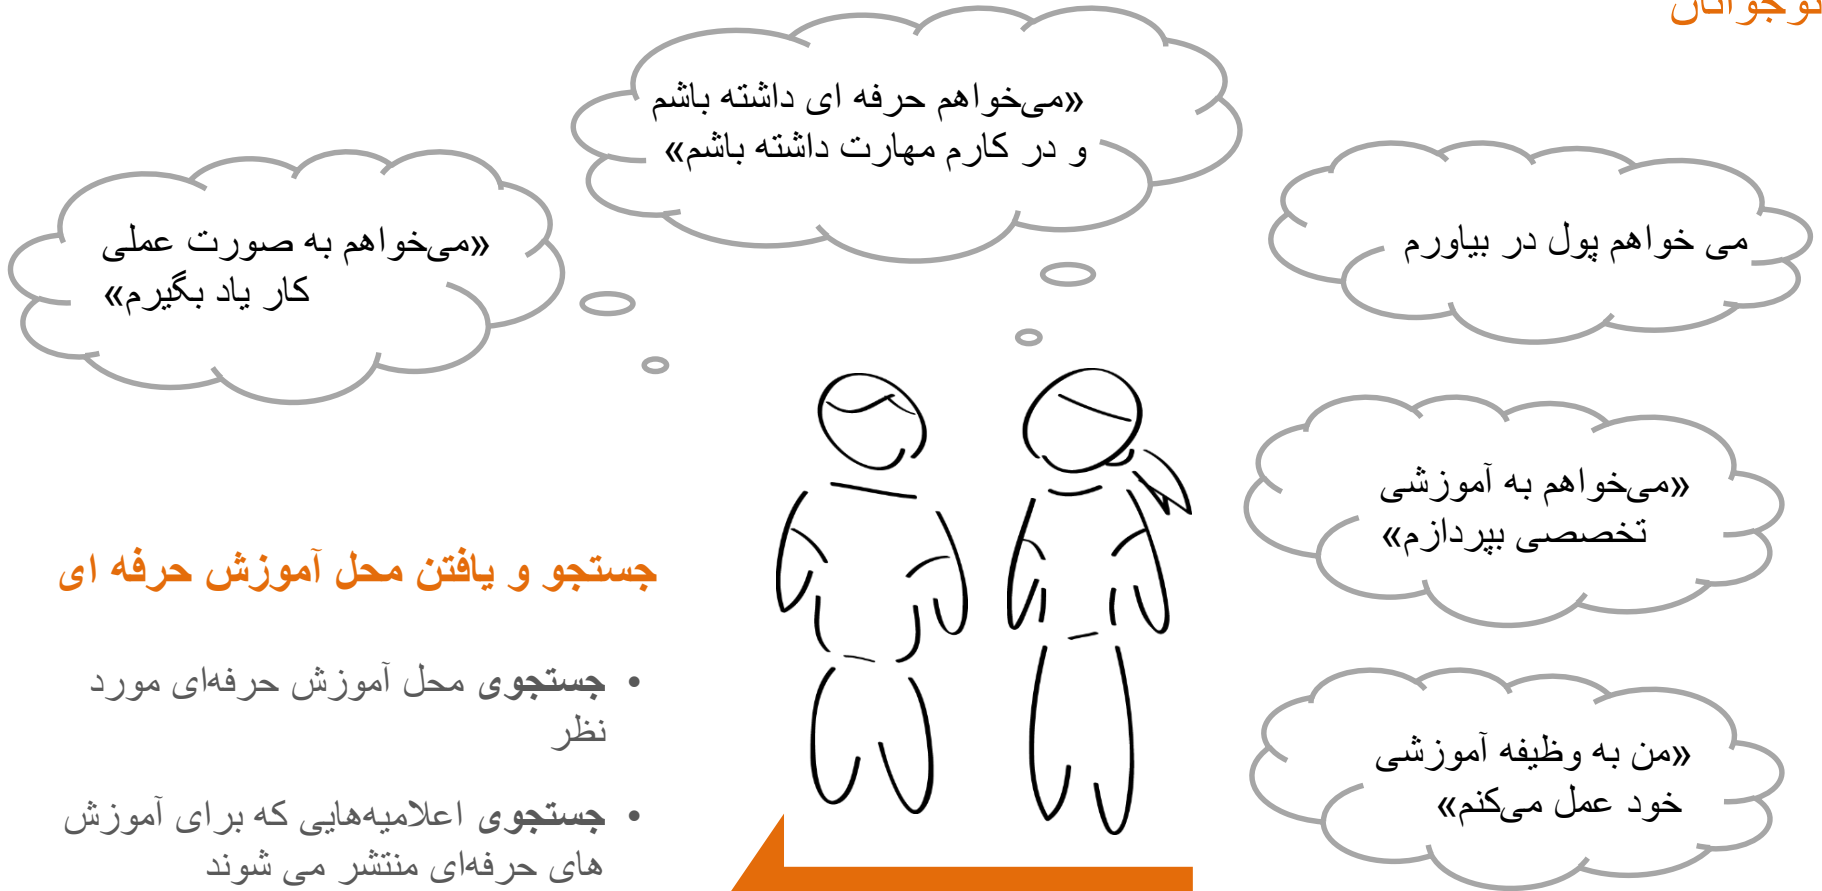 نوجوانان
«می‌خواهم حرفه ای داشته باشم
و در کارم مهارت داشته باشم»
«می‌خواهم به صورت عملی
کار یاد بگیرم»
می خواهم پول در بیاورم
«می‌خواهم به آموزشی
تخصصی بپردازم»
«من به وظیفه آموزشی
خود عمل می‌کنم»
جستجو و یافتن محل آموزش حرفه ای
• جستجوی محل آموزش حرفه‌ای مورد
نظر
• جستجوی اعلامیه‌هایی که برای آموزش
های حرفه‌ای منتشر می شوند